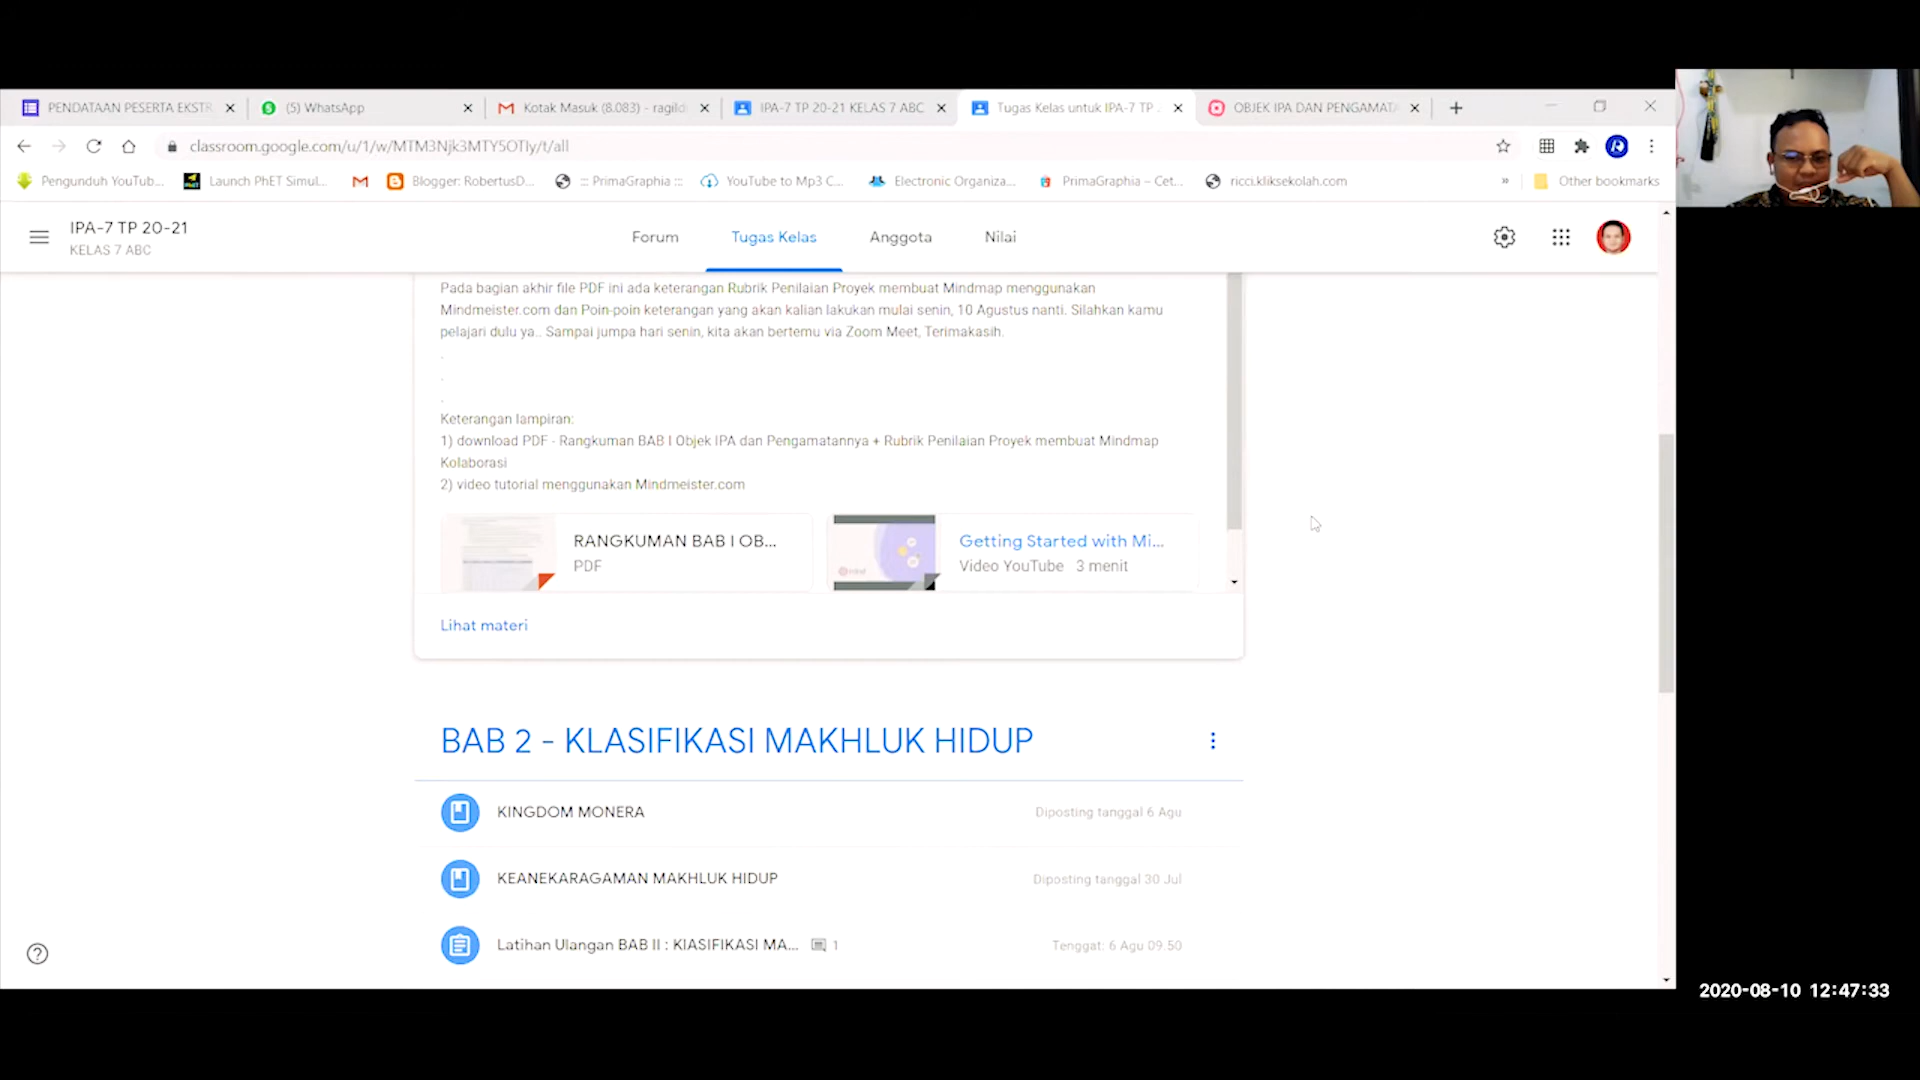 PENDATAAN PESERTA EKSTR
(5) WhatsApp
Kotak Masuk (8.083) - ragildi
IPA-7 TP 20-21 KELAS 7 ABC
Tugas Kelas untuk IPA-7 TP
OBJEK IPA DAN PENGAMATA
classroom.google.com/u/1/w/MTM3Njk3MTY5OTIy/t/all
Pengunduh YouTub...
Launch PhET Simul...
Blogger: RobertusD...
::: PrimaGraphia :::
YouTube to Mp3 C...
Electronic Organiza...
PrimaGraphia – Cet...
ricci.kliksekolah.com
»
Other bookmarks
IPA-7 TP 20-21
KELAS 7 ABC
Forum
Tugas Kelas
Anggota
Nilai
Pada bagian akhir file PDF ini ada keterangan Rubrik Penilaian Proyek membuat Mindmap menggunakan
Mindmeister.com dan Poin-poin keterangan yang akan kalian lakukan mulai senin, 10 Agustus nanti. Silahkan kamu
pelajari dulu ya.. Sampai jumpa hari senin, kita akan bertemu via Zoom Meet, Terimakasih.
.
.
.
Keterangan lampiran:
1) download PDF - Rangkuman BAB I Objek IPA dan Pengamatannya + Rubrik Penilaian Proyek membuat Mindmap
Kolaborasi
2) video tutorial menggunakan Mindmeister.com
RANGKUMAN BAB I OB...
PDF
Getting Started with Mi...
Video YouTube 3 menit
Lihat materi
BAB 2 - KLASIFIKASI MAKHLUK HIDUP
KINGDOM MONERA
Diposting tanggal 6 Agu
KEANEKARAGAMAN MAKHLUK HIDUP
Diposting tanggal 30 Jul
Latihan Ulangan BAB II : KlASIFIKASI MA...
1
Tenggat: 6 Agu 09.50
2020-08-10 12:47:33